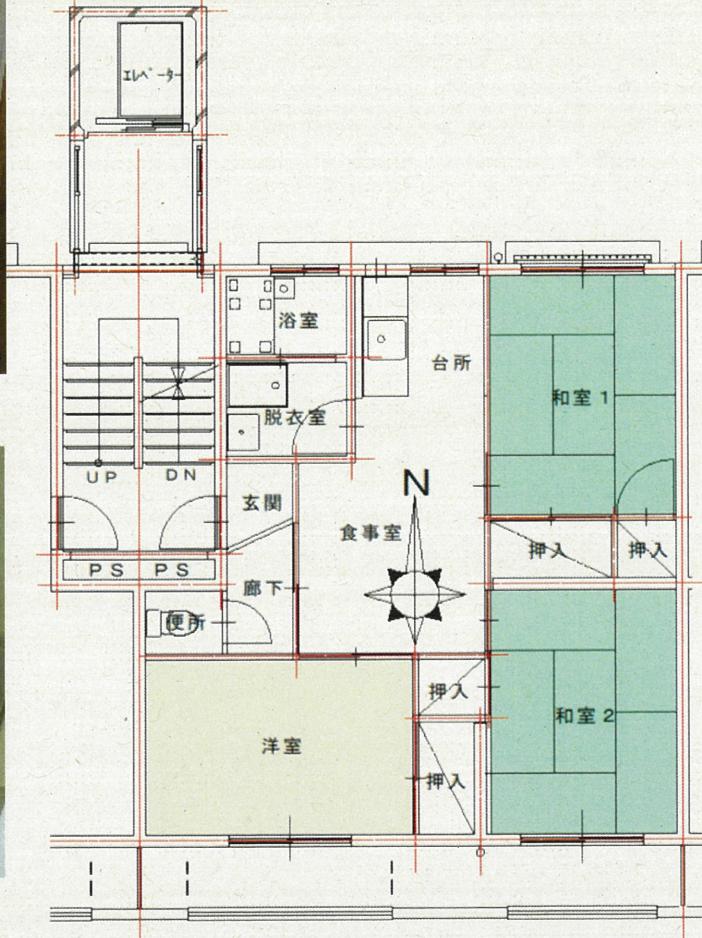 エレベーター
浴室
台所
脱衣室
和室 1
UP
DN
N
玄関
食事室
押入
押入
PS
PS
廊下
便所
押入
和室 2
洋室
押入